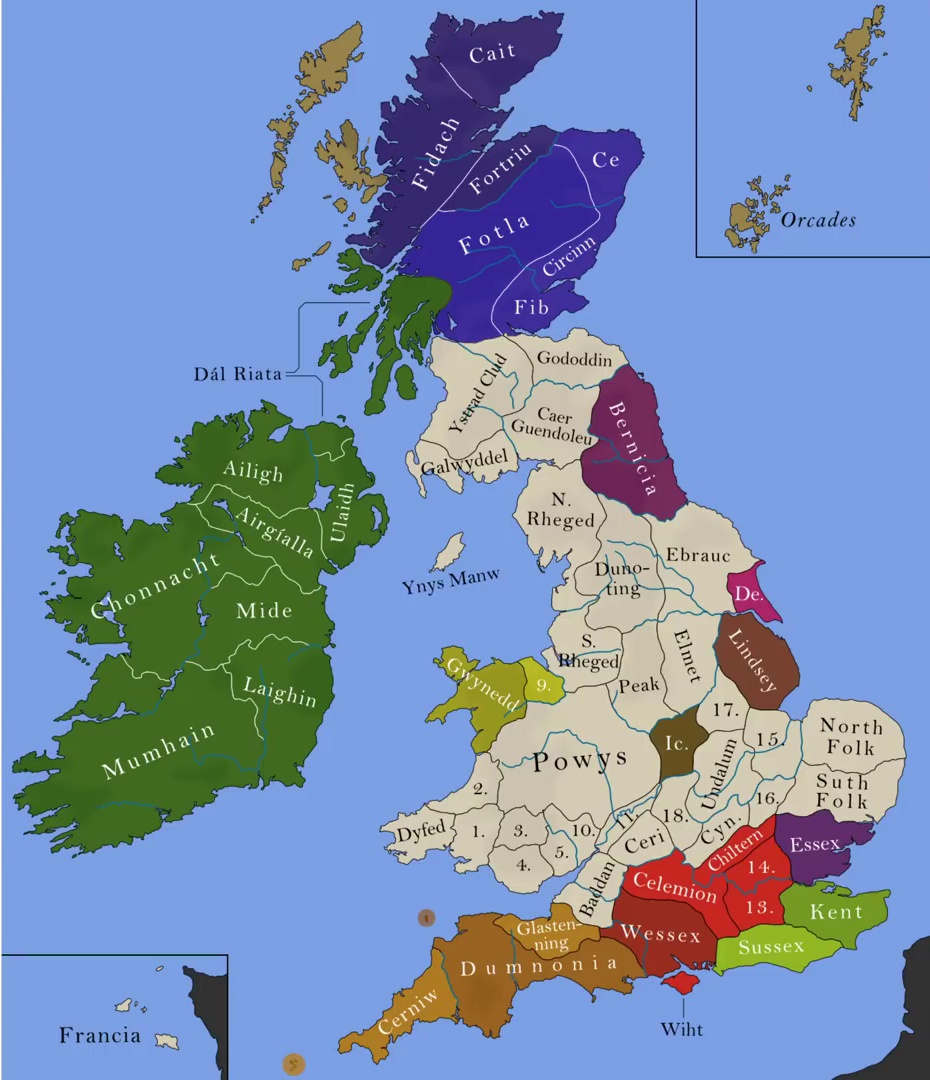 Cait
Fidach
Fortriu
Ce
Fotla
Circinn
Fib
Orcades
Dál Riata
Gododdin
Ystrad Clud
Caer
Guendoleu
Bernicia
Galwyddel
Ailigh
Ulaidh
Airgíalla
N.
Rheged
Ebrauc
Chonnacht
Ynys Manw
Duno-
ting
De.
Mide
S.
Rheged
Elmet
Lindsey
Gwynedd
9.
Peak
Laighin
17.
Mumhain
Powys
Ic.
15.
North
Folk
Undalum
2.
16.
Suth
Folk
Dyfed
1.
3.
10.
11.
18.
Cyn.
Ceri
4.
5.
Chiltern
Essex
14.
Baddan
Celemion
13.
Kent
Glasten-
ning
Wessex
Sussex
Dumnonia
Cerniw
Wiht
Francia